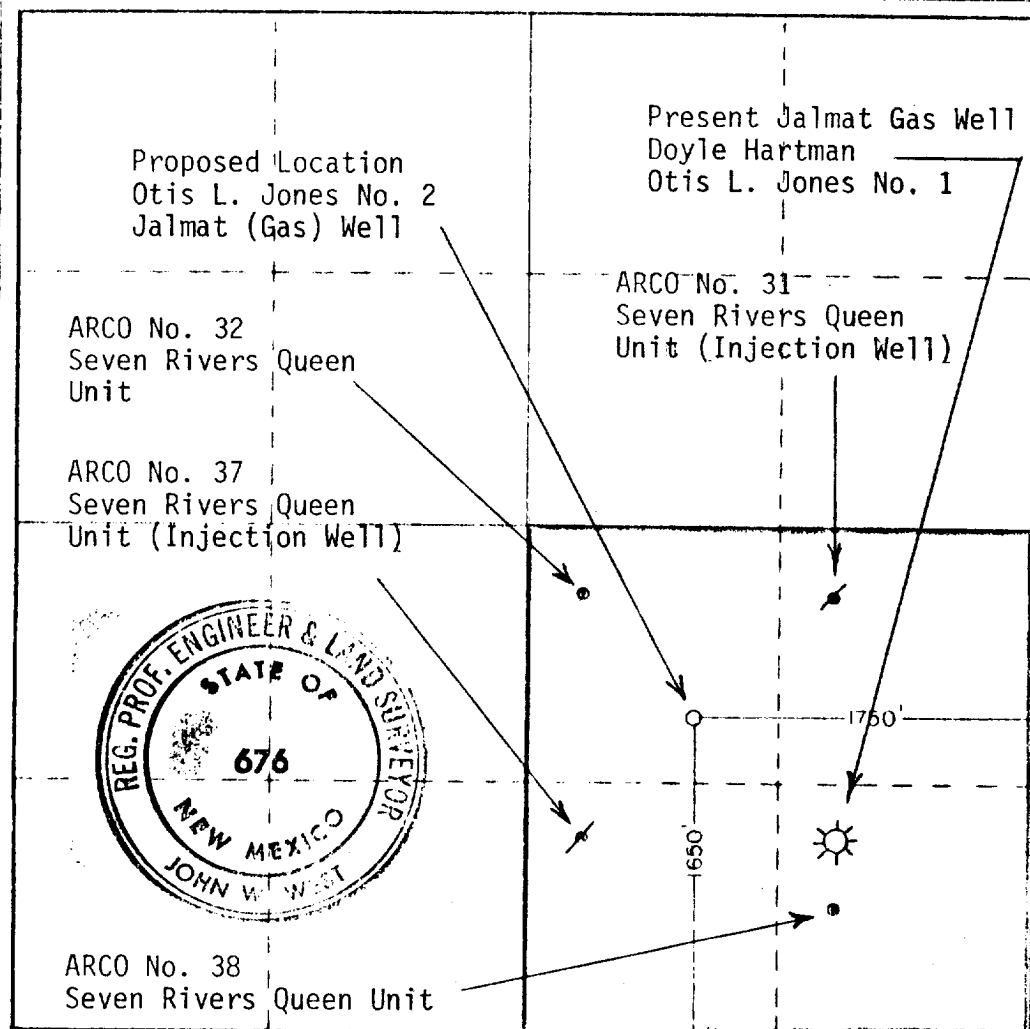 Present Jalmat Gas Well
Doyle Hartman
Otis L. Jones No. 1
Proposed Location
Otis L. Jones No. 2
Jalmat (Gas) Well
ARCO No. 31
Seven Rivers Queen
Unit (Injection Well)
ARCO No. 32
Seven Rivers Queen
Unit
ARCO No. 37
Seven Rivers Queen
Unit (Injection Well)
REG. PROF. ENGINEER & LAND SURVEYOR
STATE OF
676
NEW MEXICO
JOHN W. WEST
1750'
1650'
ARCO No. 38
Seven Rivers Queen Unit